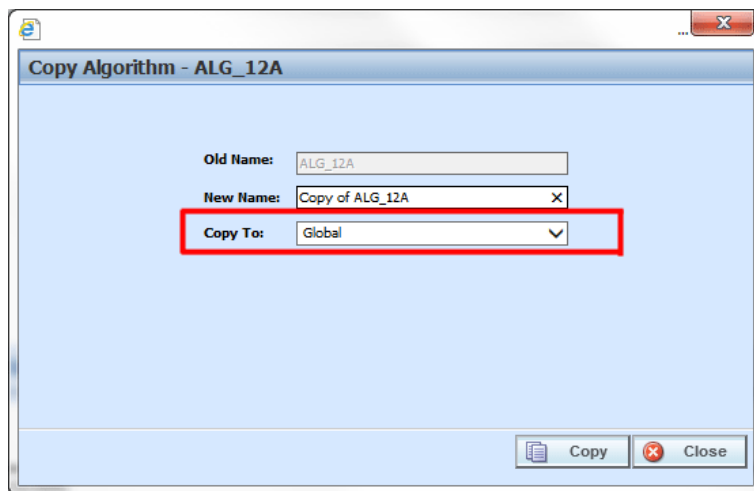 ...
Copy Algorithm - ALG_12A
Old Name: ALG_12A
New Name: Copy of ALG_12A
Copy To: Global
Copy Close